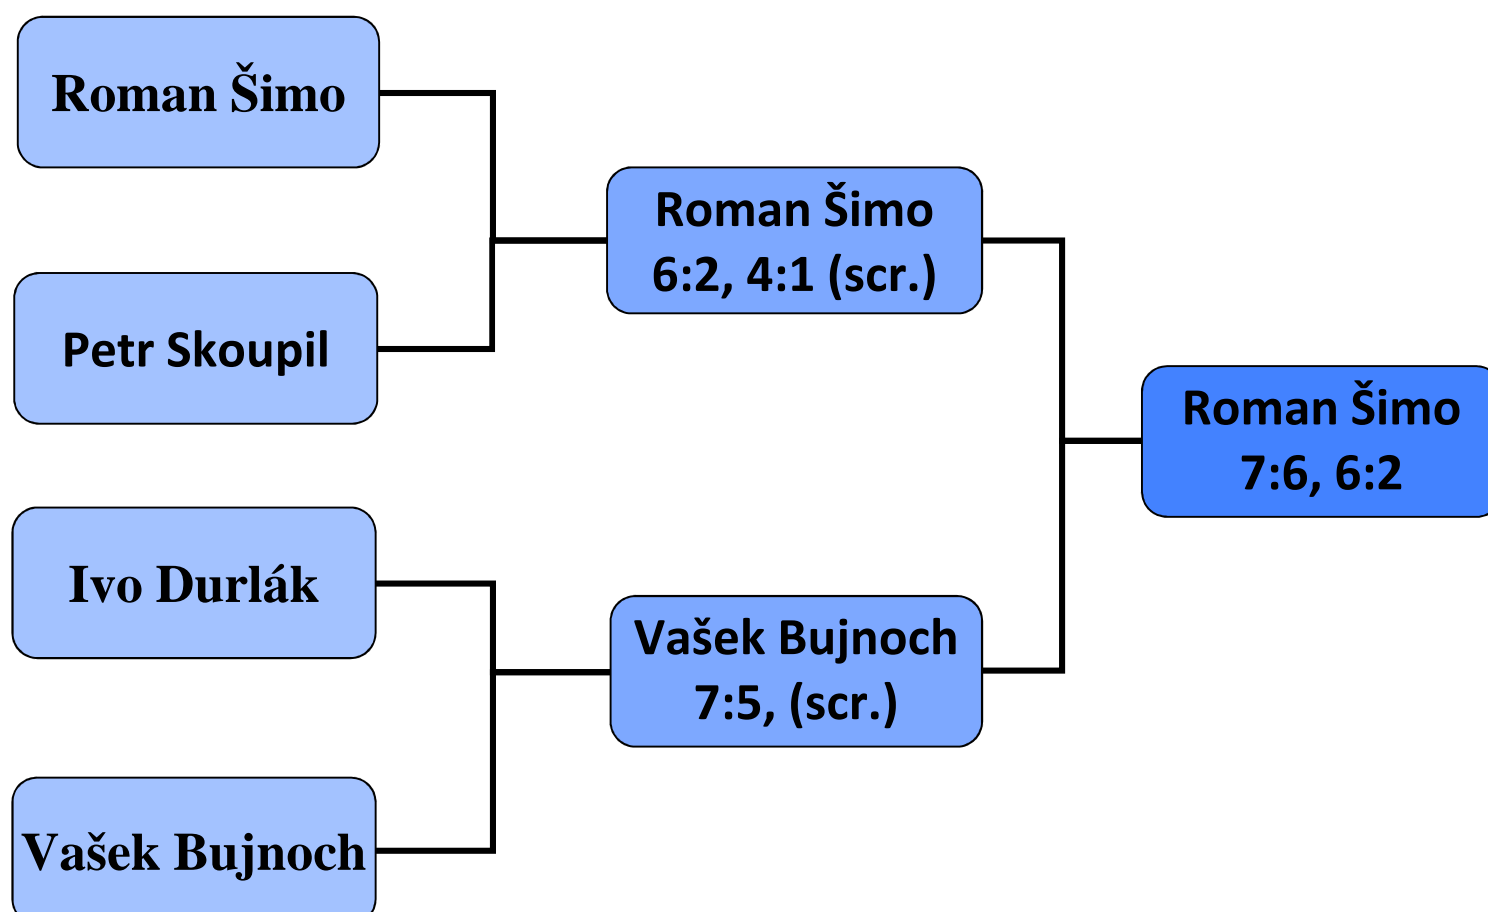 Roman Šimo
Petr Skoupil
Ivo Durlák
Vašek Bujnoch
Roman Šimo
6:2, 4:1 (scr.)
Vašek Bujnoch
7:5, (scr.)
Roman Šimo
7:6, 6:2